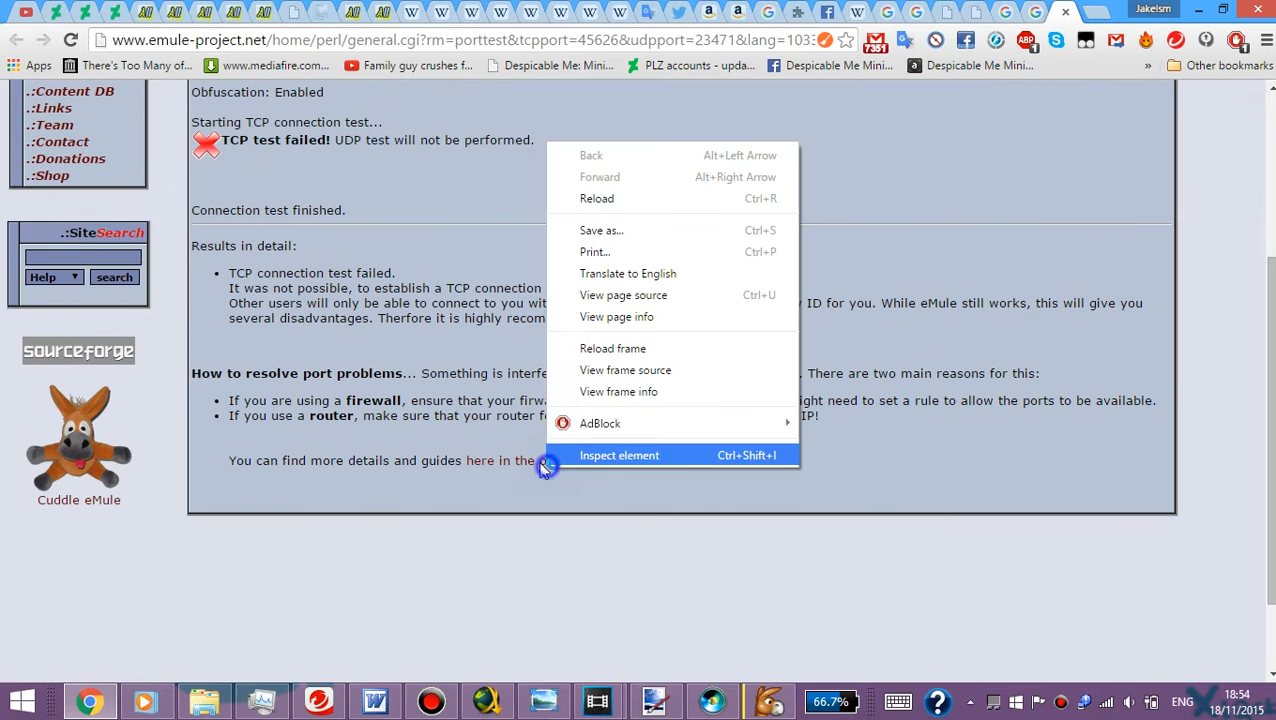 Jakeism
www.emule-project.net/home/perl/general.cgi?rm=porttest&tcpport=45626&udpport=23471&lang=1033
7351
ABP
1
1
Apps
There's Too Many of...
www.mediafire.com
Family guy crushes f...
Despicable Me: Mini...
PLZ accounts - upda...
Despicable Me Mini...
Despicable Me Mini...
»
Other bookmarks
.:Content DB
.:Links
.:Team
.:Contact
.:Donations
.:Shop
.:SiteSearch
Help
search
sourceforge
Cuddle eMule
Obfuscation: Enabled
Starting TCP connection test...
TCP test failed! UDP test will not be performed.
Connection test finished.
Results in detail:
TCP connection test failed.
It was not possible, to establish a TCP connection
Other users will only be able to connect to you wit ID for you. While eMule still works, this will give you
several disadvantages. Therfore it is highly recom
How to resolve port problems... Something is interfe . There are two main reasons for this:
If you are using a firewall, ensure that your firw ght need to set a rule to allow the ports to be available.
If you use a router, make sure that your router fo IP!
You can find more details and guides here in the
Back Alt+Left Arrow
Forward Alt+Right Arrow
Reload Ctrl+R
Save as... Ctrl+S
Print... Ctrl+P
Translate to English
View page source Ctrl+U
View page info
Reload frame
View frame source
View frame info
AdBlock
Inspect element Ctrl+Shift+I
66.7%
ENG
18:54
18/11/2015